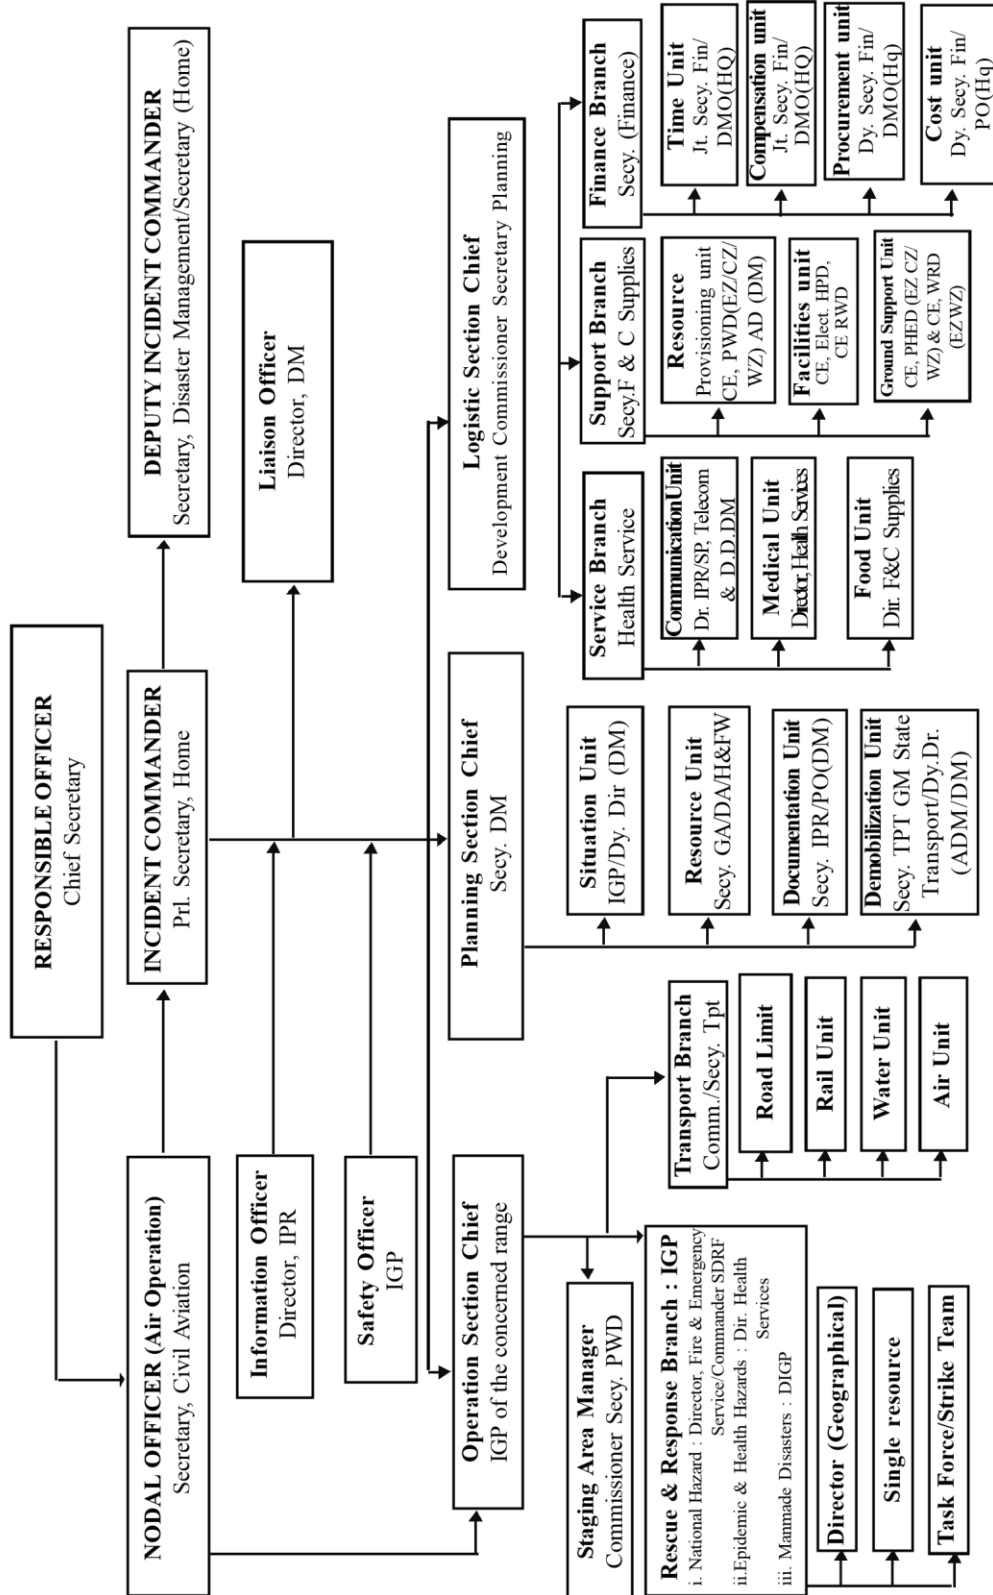 RESPONSIBLE OFFICER
Chief Secretary
NODAL OFFICER (Air Operation)
Secretary, Civil Aviation
INCIDENT COMMANDER
Prl. Secretary, Home
DEPUTY INCIDENT COMMANDER
Secretary, Disaster Management/Secretary (Home)
Information Officer
Director, IPR
Liaison Officer
Director, DM
Safety Officer
IGP
Operation Section Chief
IGP of the concerned range
Planning Section Chief
Secy. DM
Logistic Section Chief
Development Commissioner Secretary Planning
Staging Area Manager
Commissioner Secy. PWD
Rescue & Response Branch : IGP
i. National Hazard : Director, Fire & Emergency
Service/Commander SDRF
ii.Epidemic & Health Hazards : Dir. Health
Services
iii. Manmade Disasters : DIGP
Director (Geographical)
Single resource
Task Force/Strike Team
Transport Branch
Comm./Secy. Tpt
Road Limit
Rail Unit
Water Unit
Air Unit
Situation Unit
IGP/Dy. Dir (DM)
Resource Unit
Secy. GA/DA/H&FW
Documentation Unit
Secy. IPR/PO(DM)
Demobilization Unit
Secy. TPT GM State
Transport/Dy.Dr.
(ADM/DM)
Service Branch
Health Service
Communication Unit
Dr. IPR/SP, Telecom
& D.D.DM
Medical Unit
Director, Health Services
Food Unit
Dir. F&C Supplies
Support Branch
Secy.F & C Supplies
Resource
Provisioning unit
CE, PWD(EZ/CZ/
WZ) AD (DM)
Facilities unit
CE, Elect. HPD,
CE RWD
Ground Support Unit
CE, PHED (EZ CZ/
WZ) & CE, WRD
(EZ WZ)
Finance Branch
Secy. (Finance)
Time Unit
Jt. Secy. Fin/
DMO(HQ)
Compensation unit
Jt. Secy. Fin/
DMO(HQ)
Procurement unit
Dy. Secy. Fin/
DMO(Hq)
Cost unit
Dy. Secy. Fin/
PO(Hq)